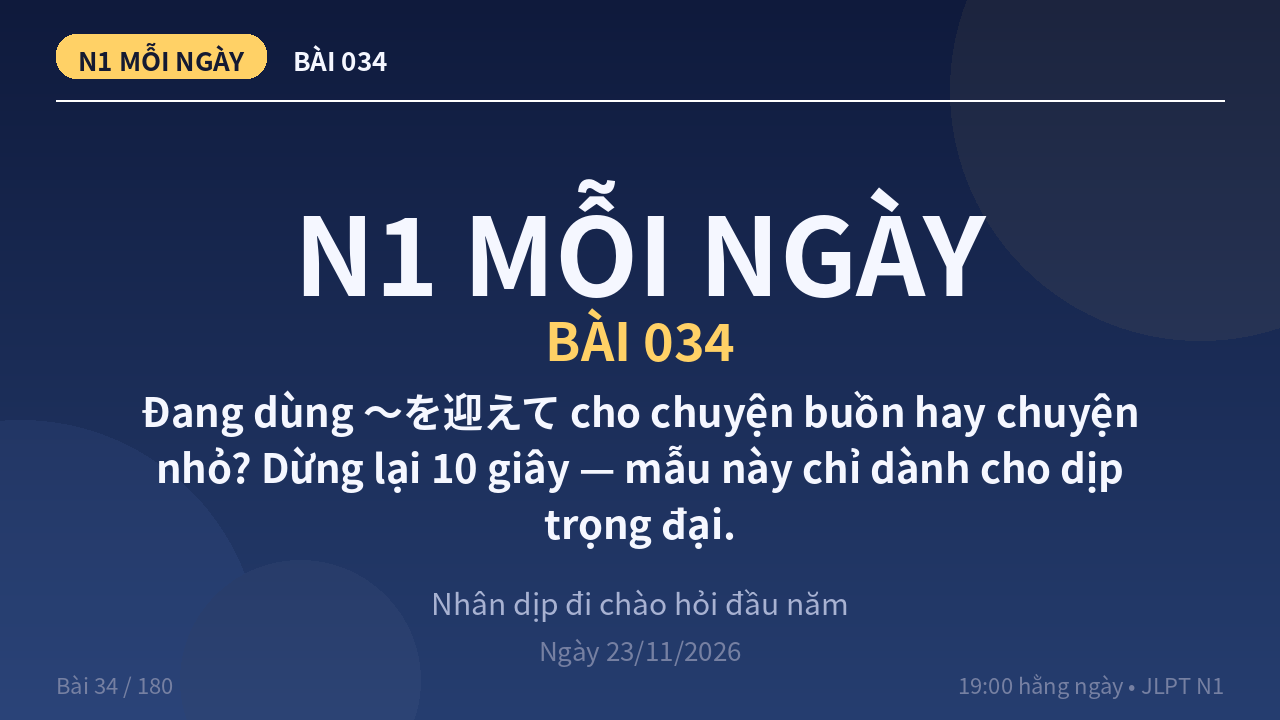 N1 MỖI NGÀY
BÀI 034
N1 MỖI NGÀY
BÀI 034
Đang dùng ～を迎えて cho chuyện buồn hay chuyện
nhỏ? Dừng lại 10 giây — mẫu này chỉ dành cho dịp
trọng đại.
Nhân dịp đi chào hỏi đầu năm
Ngày 23/11/2026
Bài 34 / 180
19:00 hằng ngày • JLPT N1